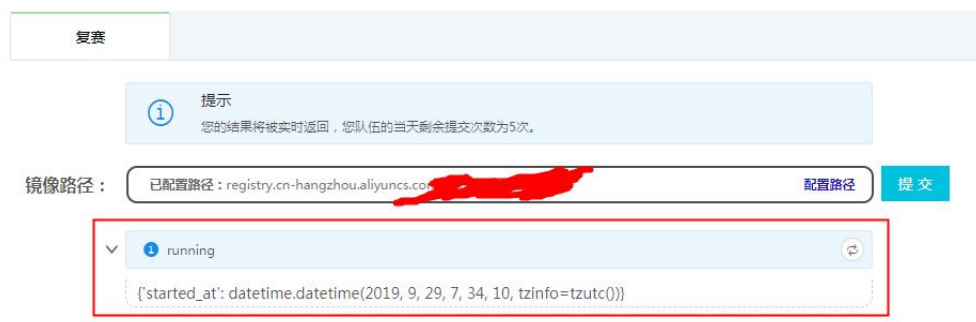 复赛
提示
您的结果将被实时返回，您队伍的当天剩余提交次数为5次。
镜像路径： 已配置路径：registry.cn-hangzhou.aliyuncs.co 配置路径 提 交
running
{'started_at': datetime.datetime(2019, 9, 29, 7, 34, 10, tzinfo=tzutc())}